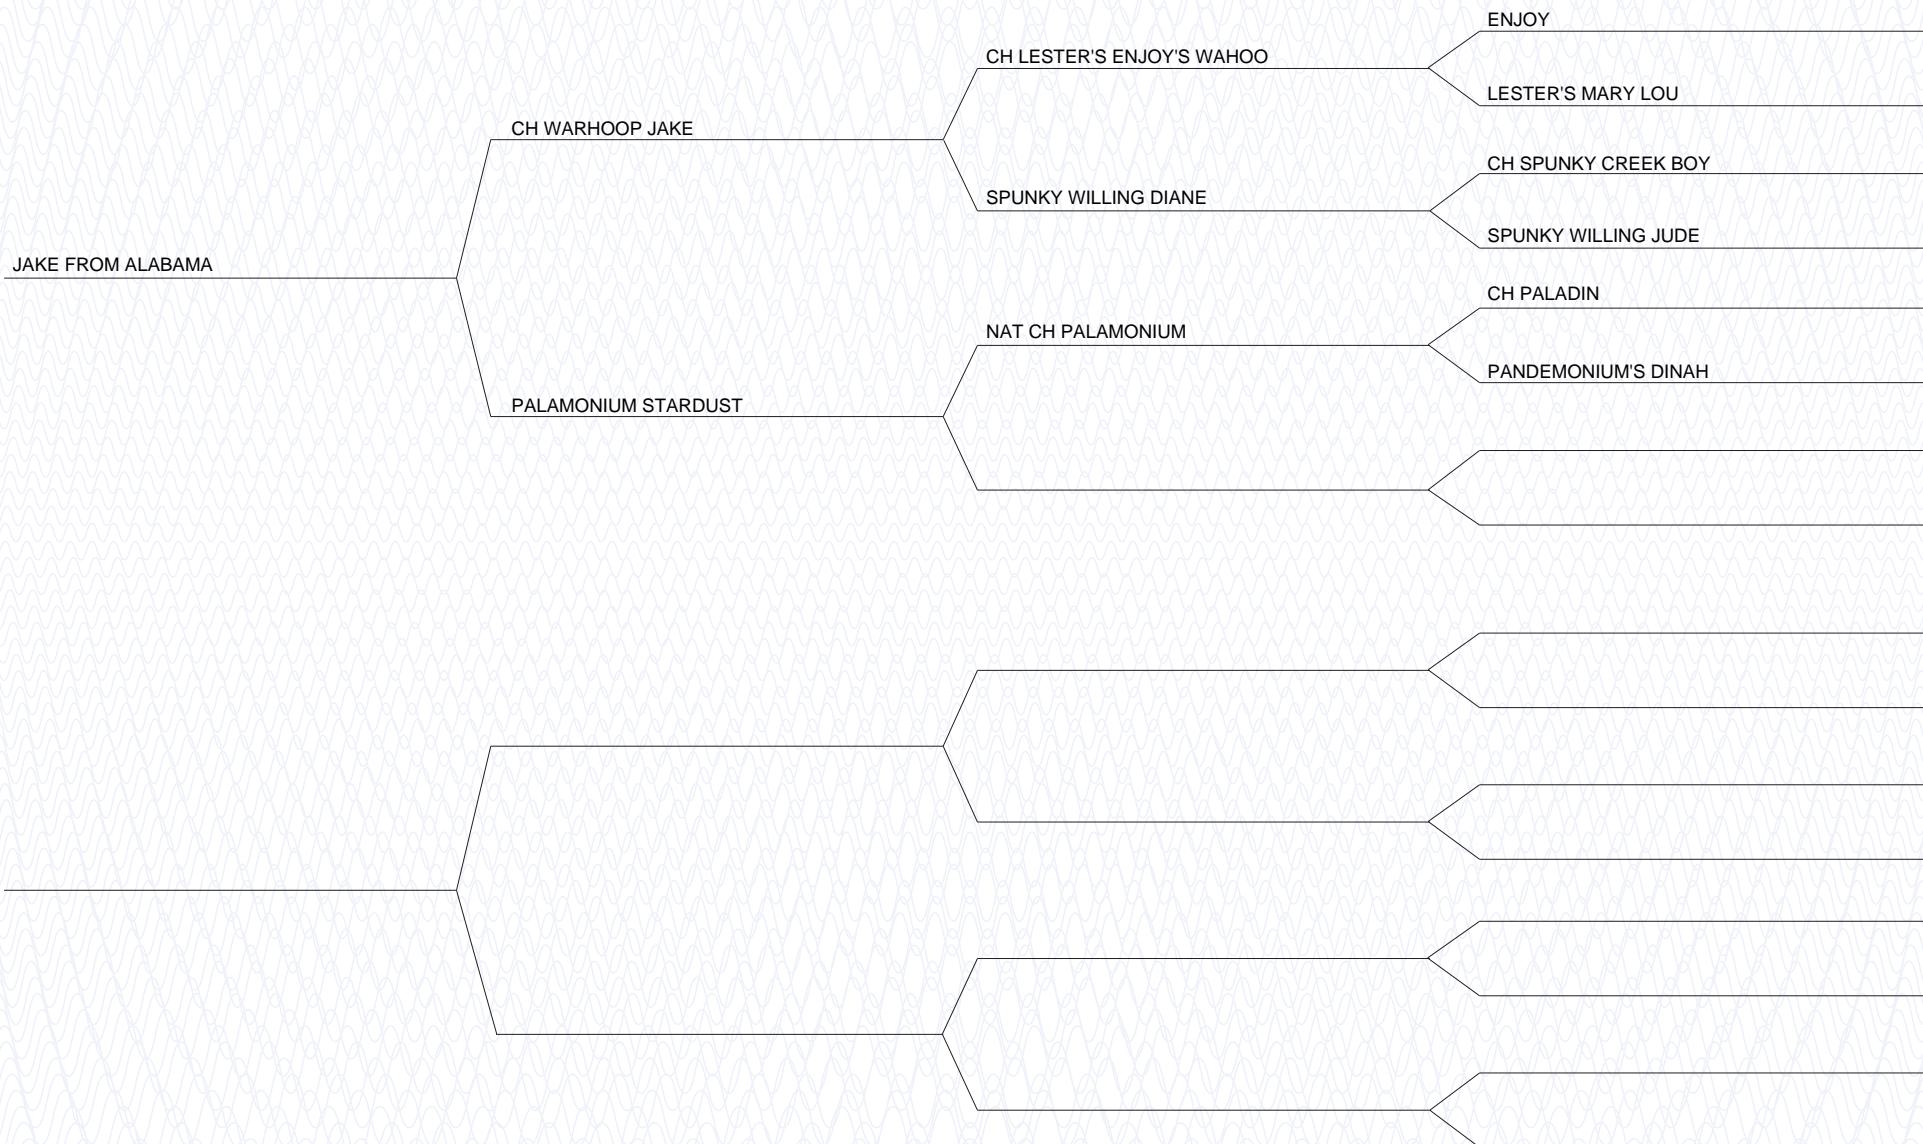 ENJOY
CH LESTER'S ENJOY'S WAHOO
LESTER'S MARY LOU
CH WARHOOP JAKE
CH SPUNKY CREEK BOY
SPUNKY WILLING DIANE
SPUNKY WILLING JUDE
JAKE FROM ALABAMA
CH PALADIN
NAT CH PALAMONIUM
PANDEMONIUM'S DINAH
PALAMONIUM STARDUST